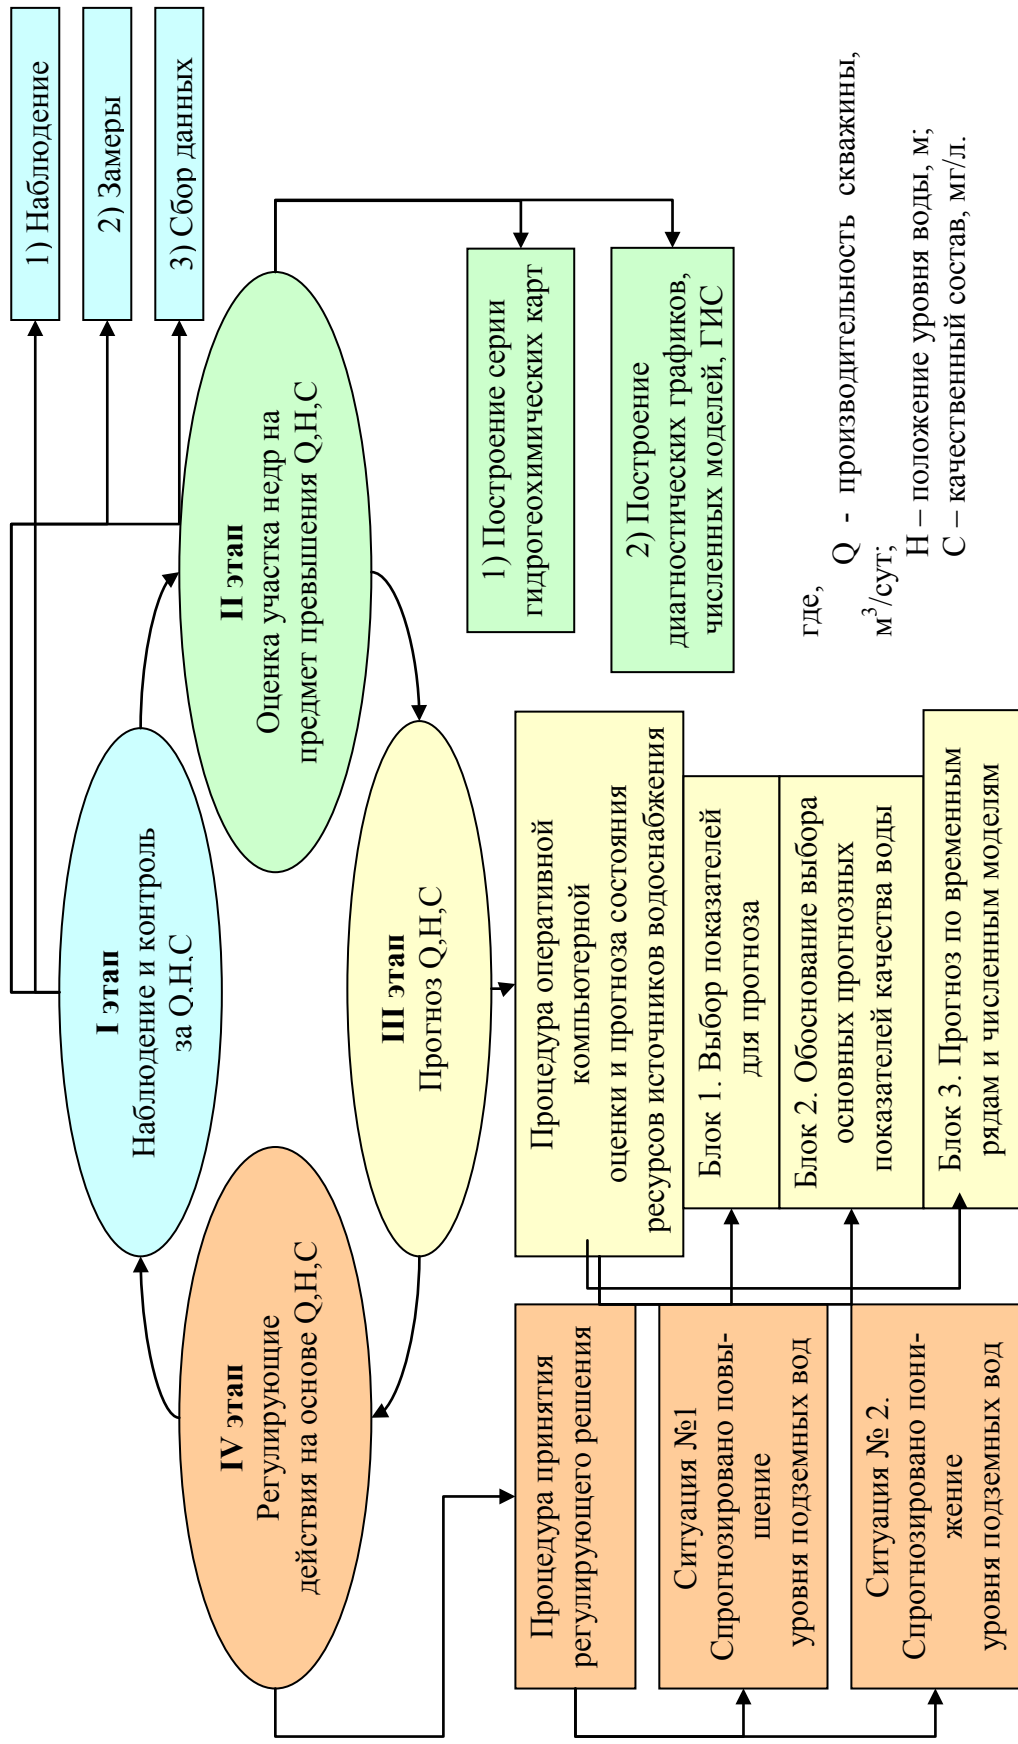 I этап
Наблюдение и контроль
за Q,H,C
1) Наблюдение
2) Замеры
3) Сбор данных
II этап
Оценка участка недр на
предмет превышения Q,H,C
1) Построение серии
гидрогеохимических карт
2) Построение
диагностических графиков,
численных моделей, ГИС
III этап
Прогноз Q,H,C
Процедура оперативной
компьютерной
оценки и прогноза состояния
ресурсов источников водоснабжения
Блок 1. Выбор показателей
для прогноза
Блок 2. Обоснование выбора
основных прогнозных
показателей качества воды
Блок 3. Прогноз по временным
рядам и численным моделям
IV этап
Регулирующие
действия на основе Q,H,C
Процедура принятия
регулирующего решения
Ситуация №1
Спрогнозировано повы-
шение
уровня подземных вод
Ситуация № 2.
Спрогнозировано пони-
жение
уровня подземных вод
где,
Q - производительность скважины,
м³/сут;
H – положение уровня воды, м;
C – качественный состав, мг/л.